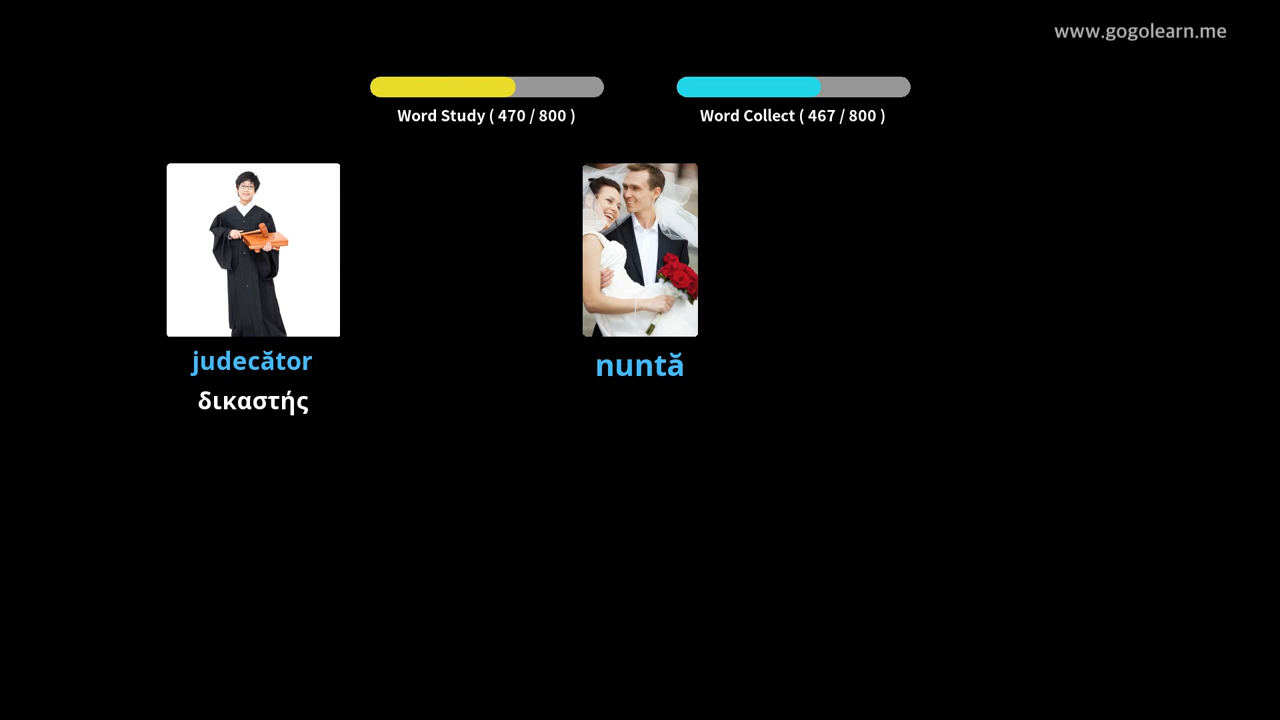 www.gogolearn.me
Word Study ( 470 / 800 )
Word Collect ( 467 / 800 )
judecător
δικαστής
nuntă